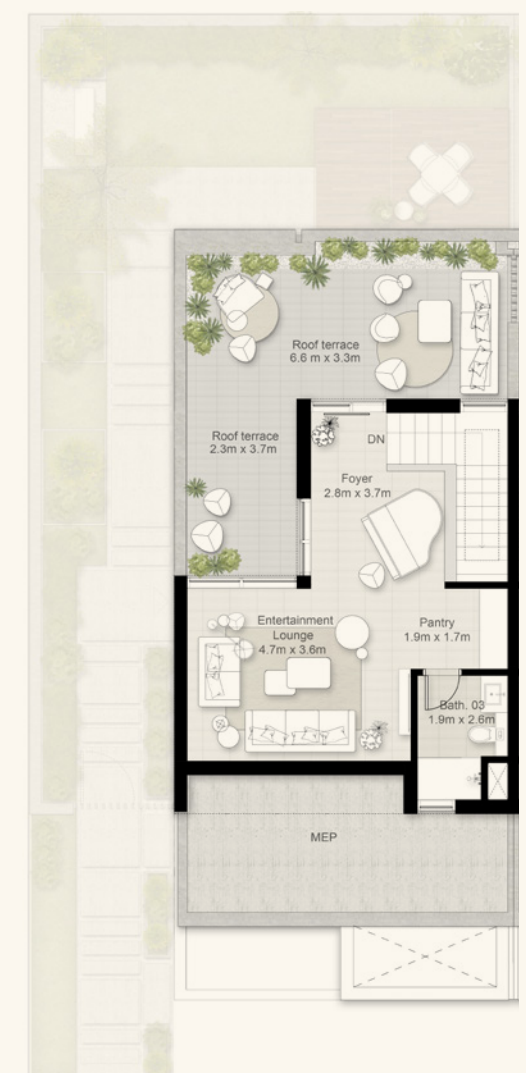 Roof terrace
6.6 m x 3.3m
Roof terrace
2.3m x 3.7m
DN
Foyer
2.8m x 3.7m
Entertainment
Lounge
4.7m x 3.6m
Pantry
1.9m x 1.7m
Bath. 03
1.9m x 2.6m
MEP